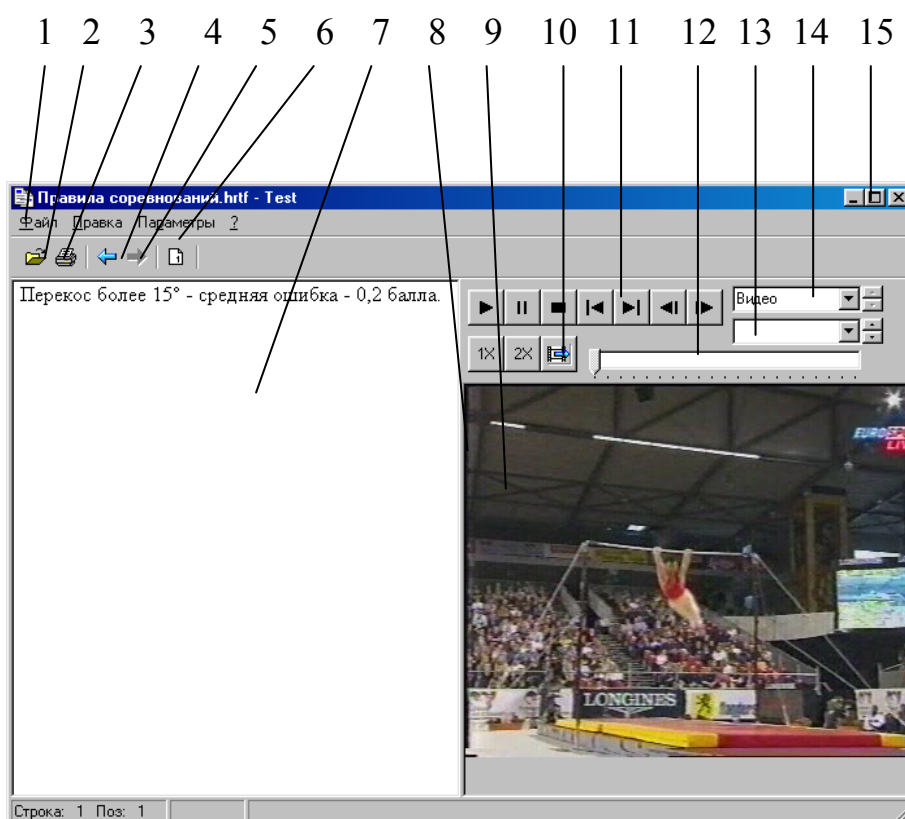 1 2 3 4 5 6 7 8 9 10 11 12 13 14 15
Правила соревнований.hrtf - Test
Файл Правка Параметры ?
Перекос более 15° - средняя ошибка - 0,2 балла.
Видео
1X 2X
EUROSPORT
LIVE
LONGINES
Строка: 1 Поз: 1